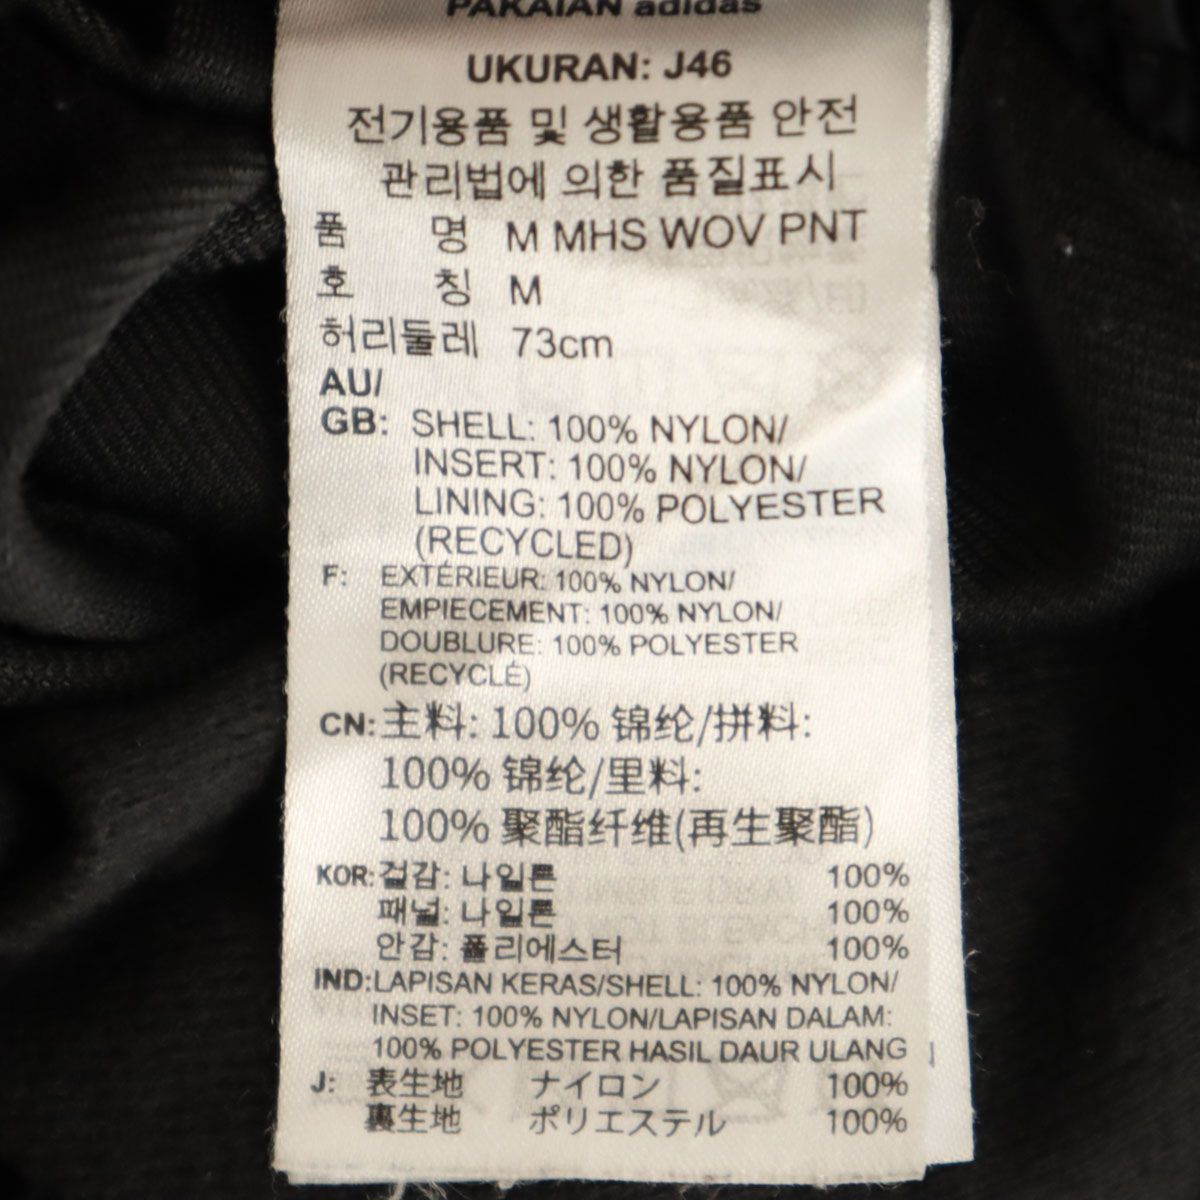 PAKAIAN adidas
UKURAN: J46
전기용품 및 생활용품 안전
관리법에 의한 품질표시
품 명 M MHS WOV PNT
호 칭 M
허리둘레 73cm
AU/
GB: SHELL: 100% NYLON/
INSERT: 100% NYLON/
LINING: 100% POLYESTER
(RECYCLED)
F: EXTÉRIEUR: 100% NYLON/
EMPIECEMENT: 100% NYLON/
DOUBLURE: 100% POLYESTER
(RECYCLÉ)
CN: 主料: 100% 锦纶/拼料:
100% 锦纶/里料:
100% 聚酯纤维(再生聚酯)
KOR: 겉감: 나일론 100%
패널: 나일론 100%
안감: 폴리에스터 100%
IND: LAPISAN KERAS/SHELL: 100% NYLON/
INSET: 100% NYLON/LAPISAN DALAM:
100% POLYESTER HASIL DAUR ULANG
J: 表生地 ナイロン 100%
裏生地 ポリエステル 100%